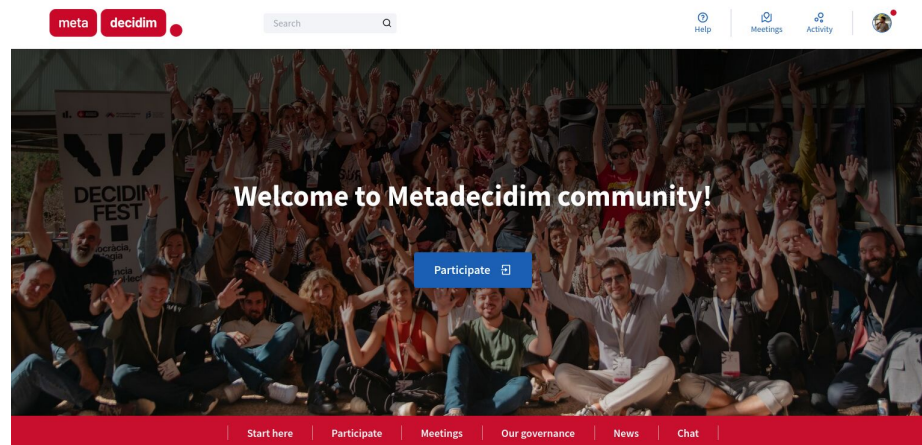 meta decidim
Search
Help
Meetings
Activity
DECIDIM
FEST
Welcome to Metadecidim community!
Participate
Start here
Participate
Meetings
Our governance
News
Chat